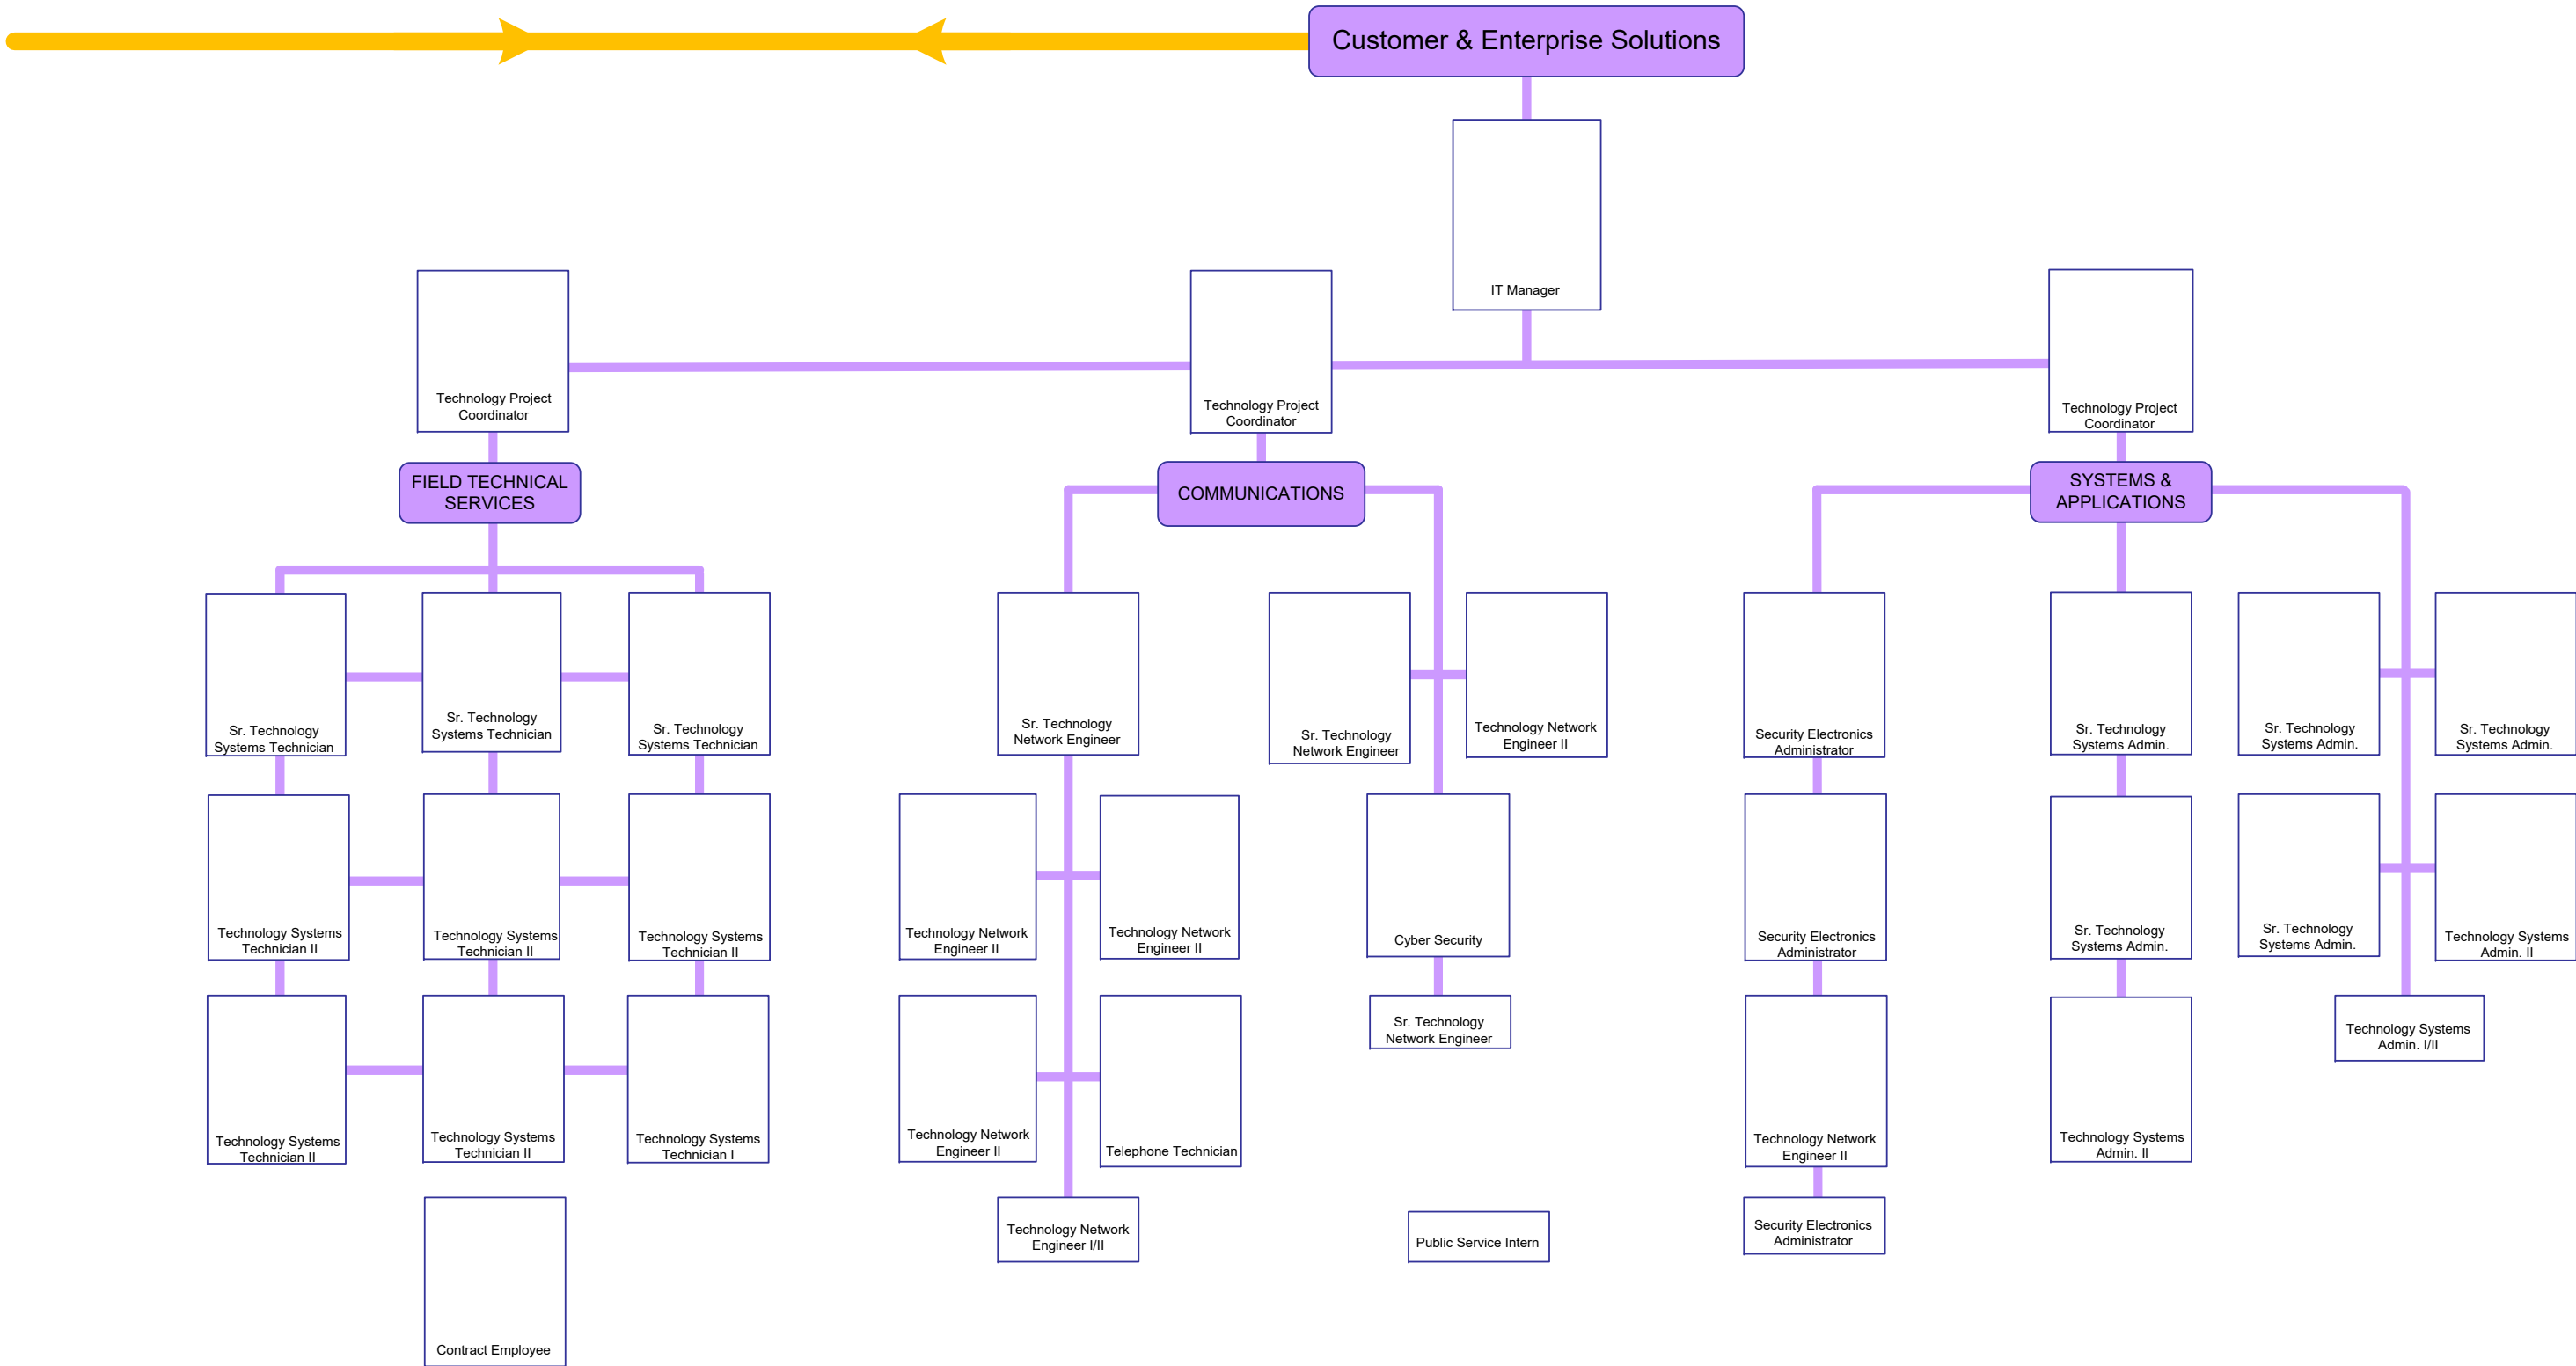 Customer & Enterprise Solutions
IT Manager
Technology Project
Coordinator
Technology Project
Coordinator
Technology Project
Coordinator
FIELD TECHNICAL
SERVICES
COMMUNICATIONS
SYSTEMS &
APPLICATIONS
Sr. Technology
Systems Technician
Sr. Technology
Systems Technician
Sr. Technology
Systems Technician
Sr. Technology
Network Engineer
Sr. Technology
Network Engineer
Technology Network
Engineer II
Security Electronics
Administrator
Sr. Technology
Systems Admin.
Sr. Technology
Systems Admin.
Sr. Technology
Systems Admin.
Technology Systems
Technician II
Technology Systems
Technician II
Technology Systems
Technician II
Technology Network
Engineer II
Technology Network
Engineer II
Cyber Security
Security Electronics
Administrator
Sr. Technology
Systems Admin.
Sr. Technology
Systems Admin.
Technology Systems
Admin. II
Technology Systems
Technician II
Technology Systems
Technician II
Technology Systems
Technician I
Technology Network
Engineer II
Telephone Technician
Sr. Technology
Network Engineer
Technology Network
Engineer II
Technology Systems
Admin. II
Technology Systems
Admin. I/II
Contract Employee
Technology Network
Engineer I/II
Public Service Intern
Security Electronics
Administrator